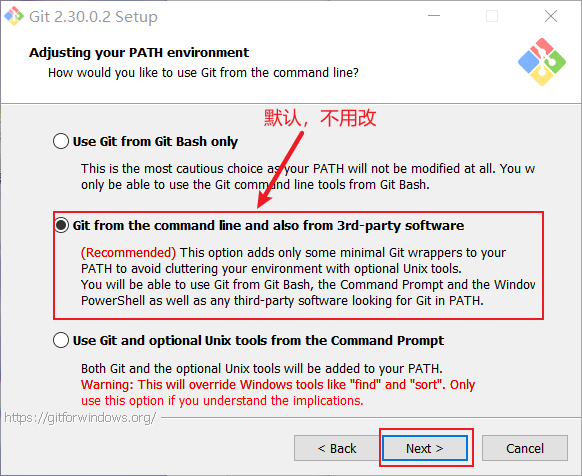 Git 2.30.0.2 Setup
Adjusting your PATH environment
How would you like to use Git from the command line?
默认，不用改
Use Git from Git Bash only
This is the most cautious choice as your PATH will not be modified at all. You w
only be able to use the Git command line tools from Git Bash.
Git from the command line and also from 3rd-party software
(Recommended) This option adds only some minimal Git wrappers to your
PATH to avoid cluttering your environment with optional Unix tools.
You will be able to use Git from Git Bash, the Command Prompt and the Window
PowerShell as well as any third-party software looking for Git in PATH.
Use Git and optional Unix tools from the Command Prompt
Both Git and the optional Unix tools will be added to your PATH.
Warning: This will override Windows tools like "find" and "sort". Only
use this option if you understand the implications.
https://gitforwindows.org/
< Back
Next >
Cancel